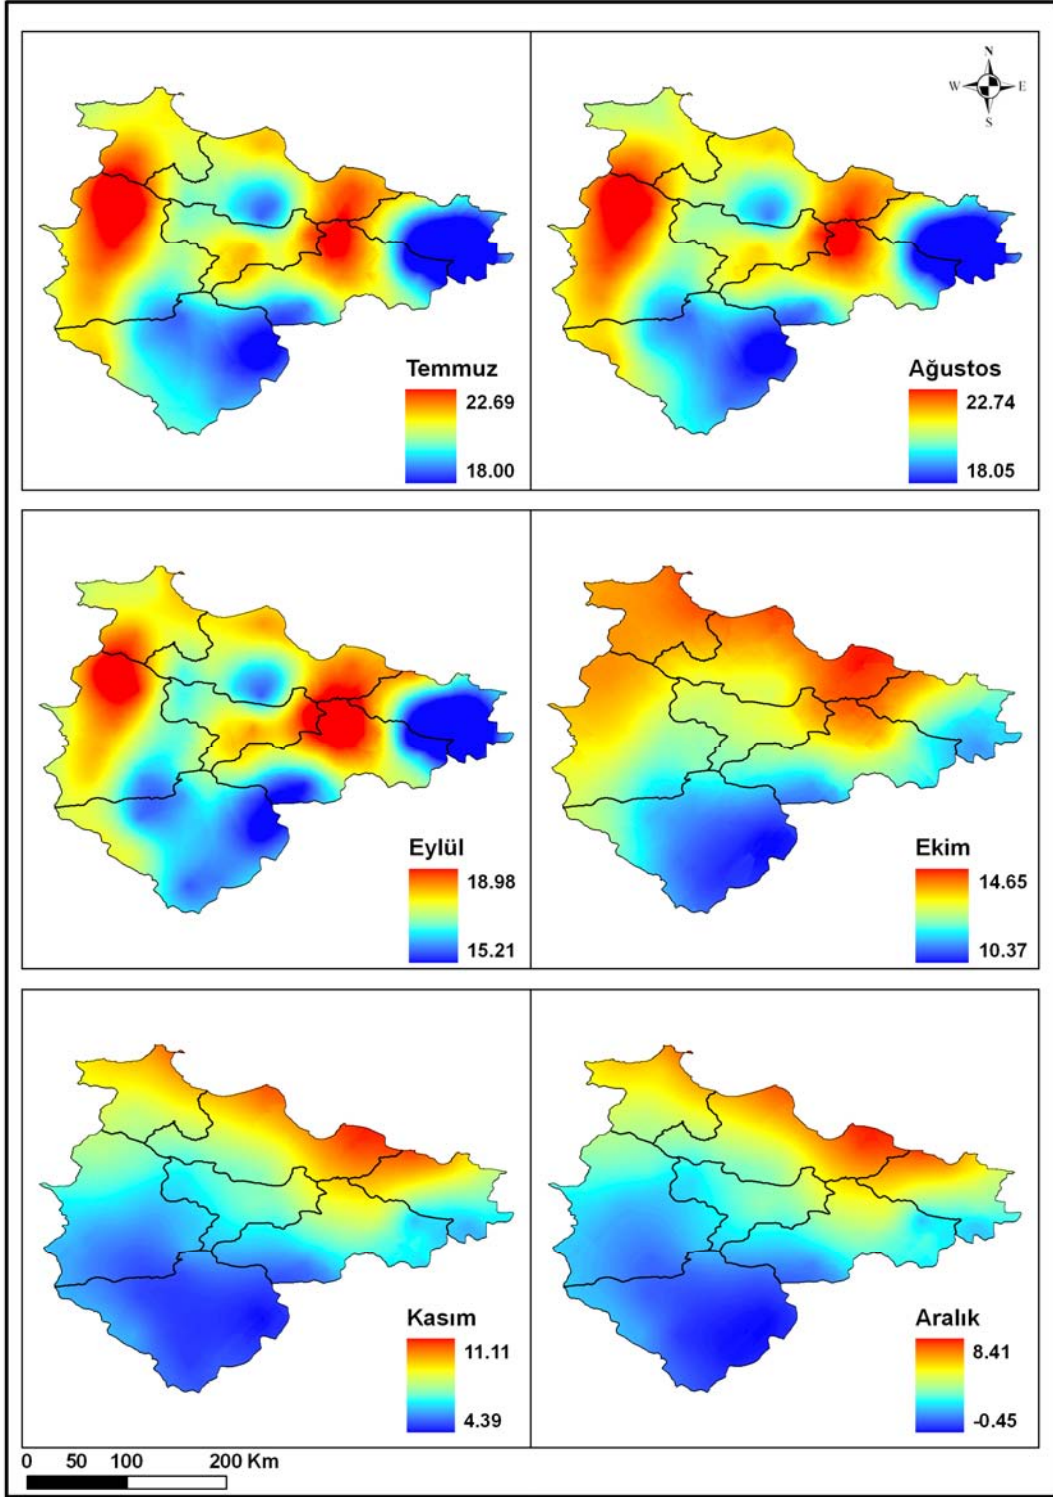 N
W E
S
Temmuz
22.69
18.00
Ağustos
22.74
18.05
Eylül
18.98
15.21
Ekim
14.65
10.37
Kasım
11.11
4.39
Aralık
8.41
-0.45
0 50 100 200 Km